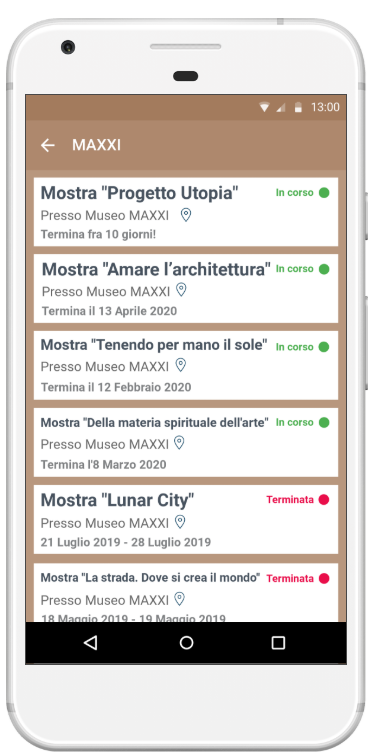 13:00
MAXXI
Mostra "Progetto Utopia" In corso
Presso Museo MAXXI
Termina fra 10 giorni!
Mostra "Amare l’architettura" In corso
Presso Museo MAXXI
Termina il 13 Aprile 2020
Mostra "Tenendo per mano il sole" In corso
Presso Museo MAXXI
Termina il 12 Febbraio 2020
Mostra "Della materia spirituale dell'arte" In corso
Presso Museo MAXXI
Termina l'8 Marzo 2020
Mostra "Lunar City" Terminata
Presso Museo MAXXI
21 Luglio 2019 - 28 Luglio 2019
Mostra "La strada. Dove si crea il mondo" Terminata
Presso Museo MAXXI
18 Maggio 2019 - 19 Maggio 2019